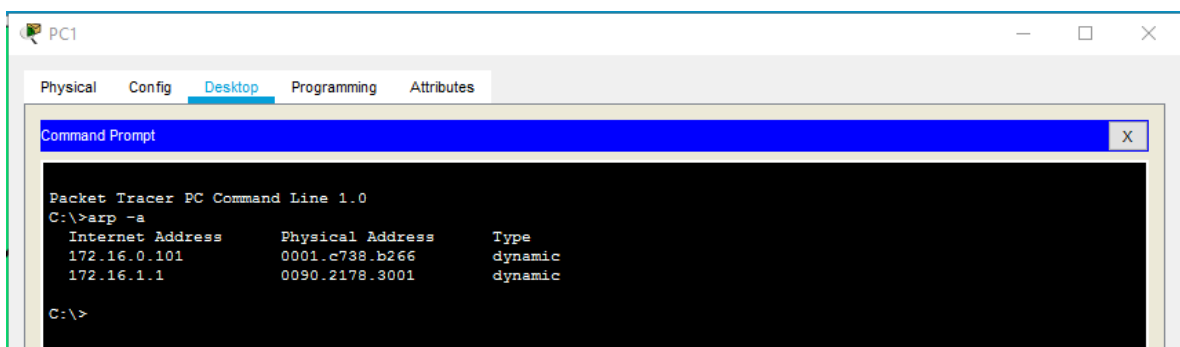 PC1
Physical Config Desktop Programming Attributes
Command Prompt X
Packet Tracer PC Command Line 1.0
C:\>arp -a
Internet Address Physical Address Type
172.16.0.101 0001.c738.b266 dynamic
172.16.1.1 0090.2178.3001 dynamic
C:\>